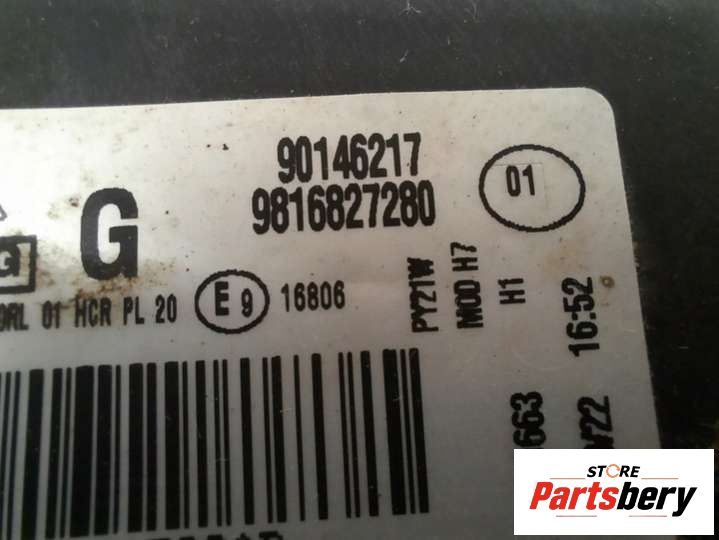 90146217
9816827280
01
G
G
DRL 01 HCR PL 20
E 9
16806
PY21W
MOD H7
H1
16:52
663
V22
STORE
Partsbery